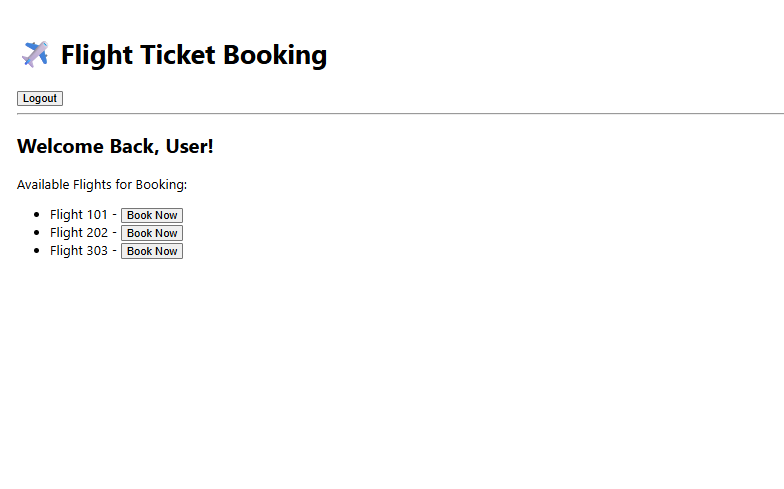 ✈️ Flight Ticket Booking
Logout
Welcome Back, User!
Available Flights for Booking:
• Flight 101 - Book Now
• Flight 202 - Book Now
• Flight 303 - Book Now